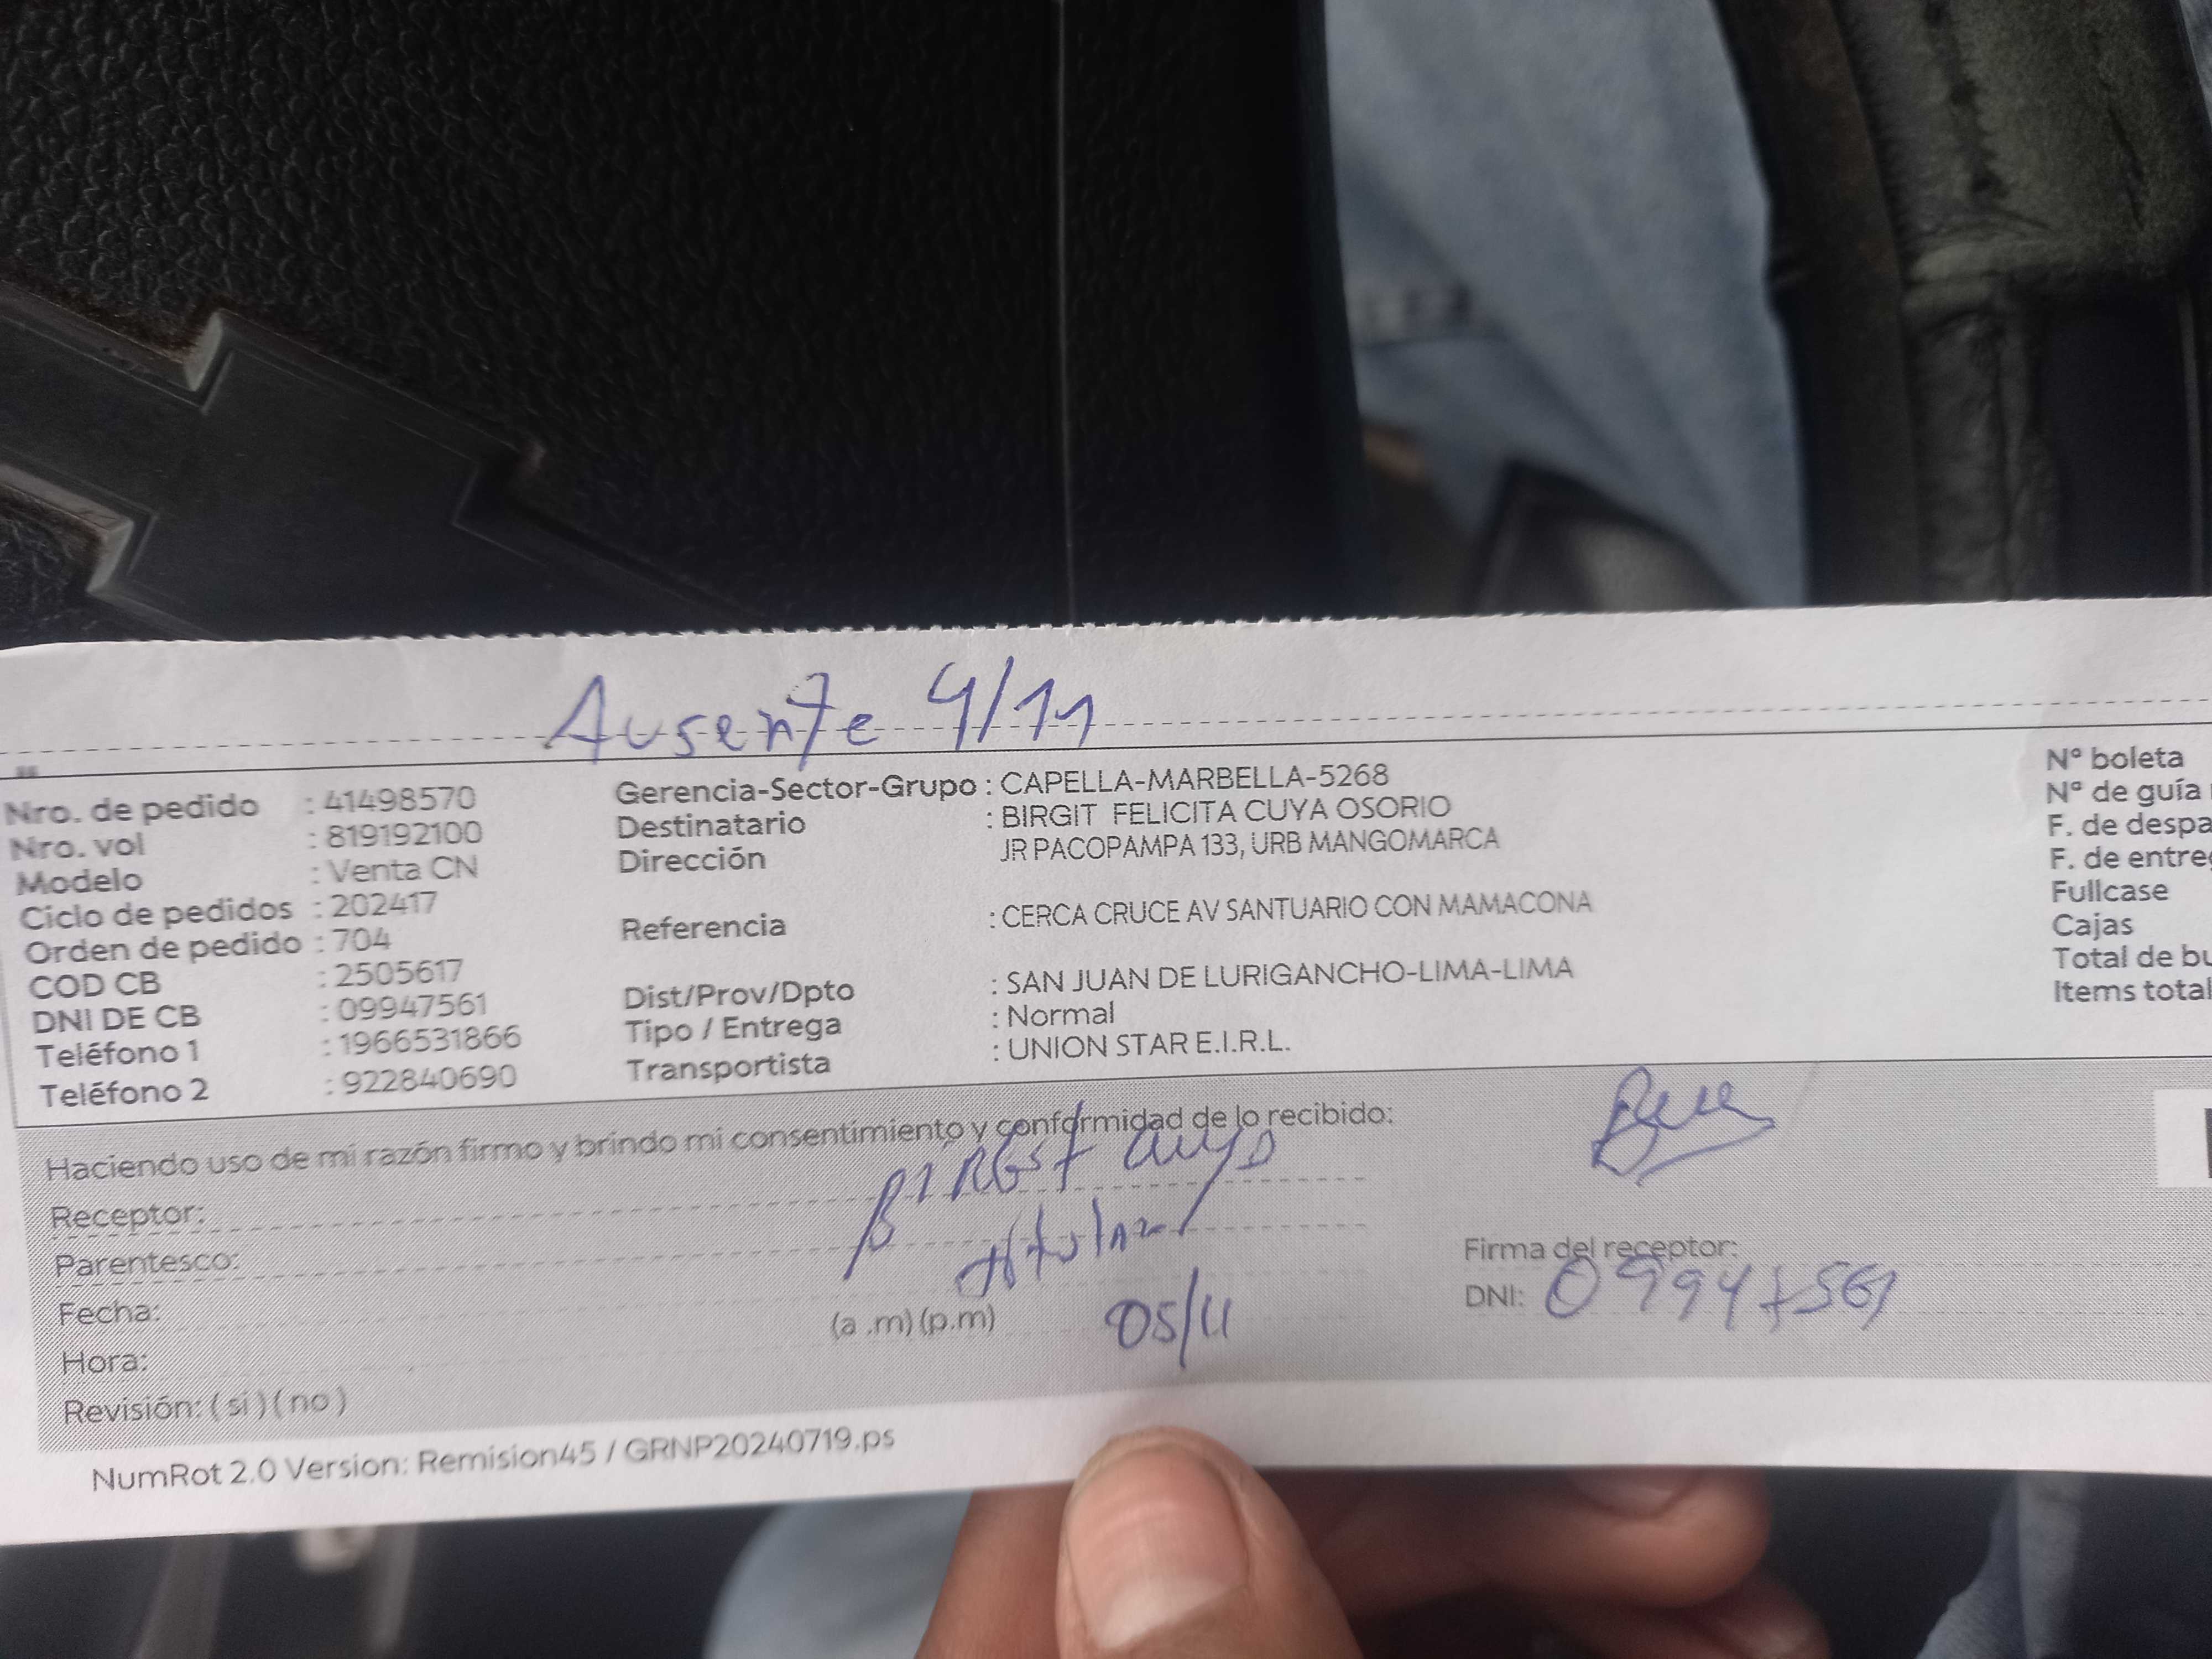 Ausente 4/11
Nro. de pedido : 41498570
Nro. vol : 819192100
Modelo : Venta CN
Ciclo de pedidos : 202417
Orden de pedido : 704
COD CB : 2505617
DNI DE CB : 09947561
Teléfono 1 : 1966531866
Teléfono 2 : 922840690
Gerencia-Sector-Grupo : CAPELLA-MARBELLA-5268
Destinatario : BIRGIT FELICITA CUYA OSORIO
Dirección JR PACOPAMPA 133, URB MANGOMARCA
Referencia : CERCA CRUCE AV SANTUARIO CON MAMACONA
Dist/Prov/Dpto : SAN JUAN DE LURIGANCHO-LIMA-LIMA
Tipo / Entrega : Normal
Transportista : UNION STAR E.I.R.L.
Nº boleta
Nº de guía
F. de despa
F. de entreg
Fullcase
Cajas
Total de bu
Items total
Haciendo uso de mi razón firmo y brindo mi consentimiento y conformidad de lo recibido:
Receptor: BIRGIT cuya
Parentesco: titular
Fecha: 05/11
Hora: (a .m) (p.m)
Revisión: ( si ) ( no )
Firma del receptor:
DNI: 09947561
NumRot 2.0 Version: Remision45 / GRNP20240719.ps